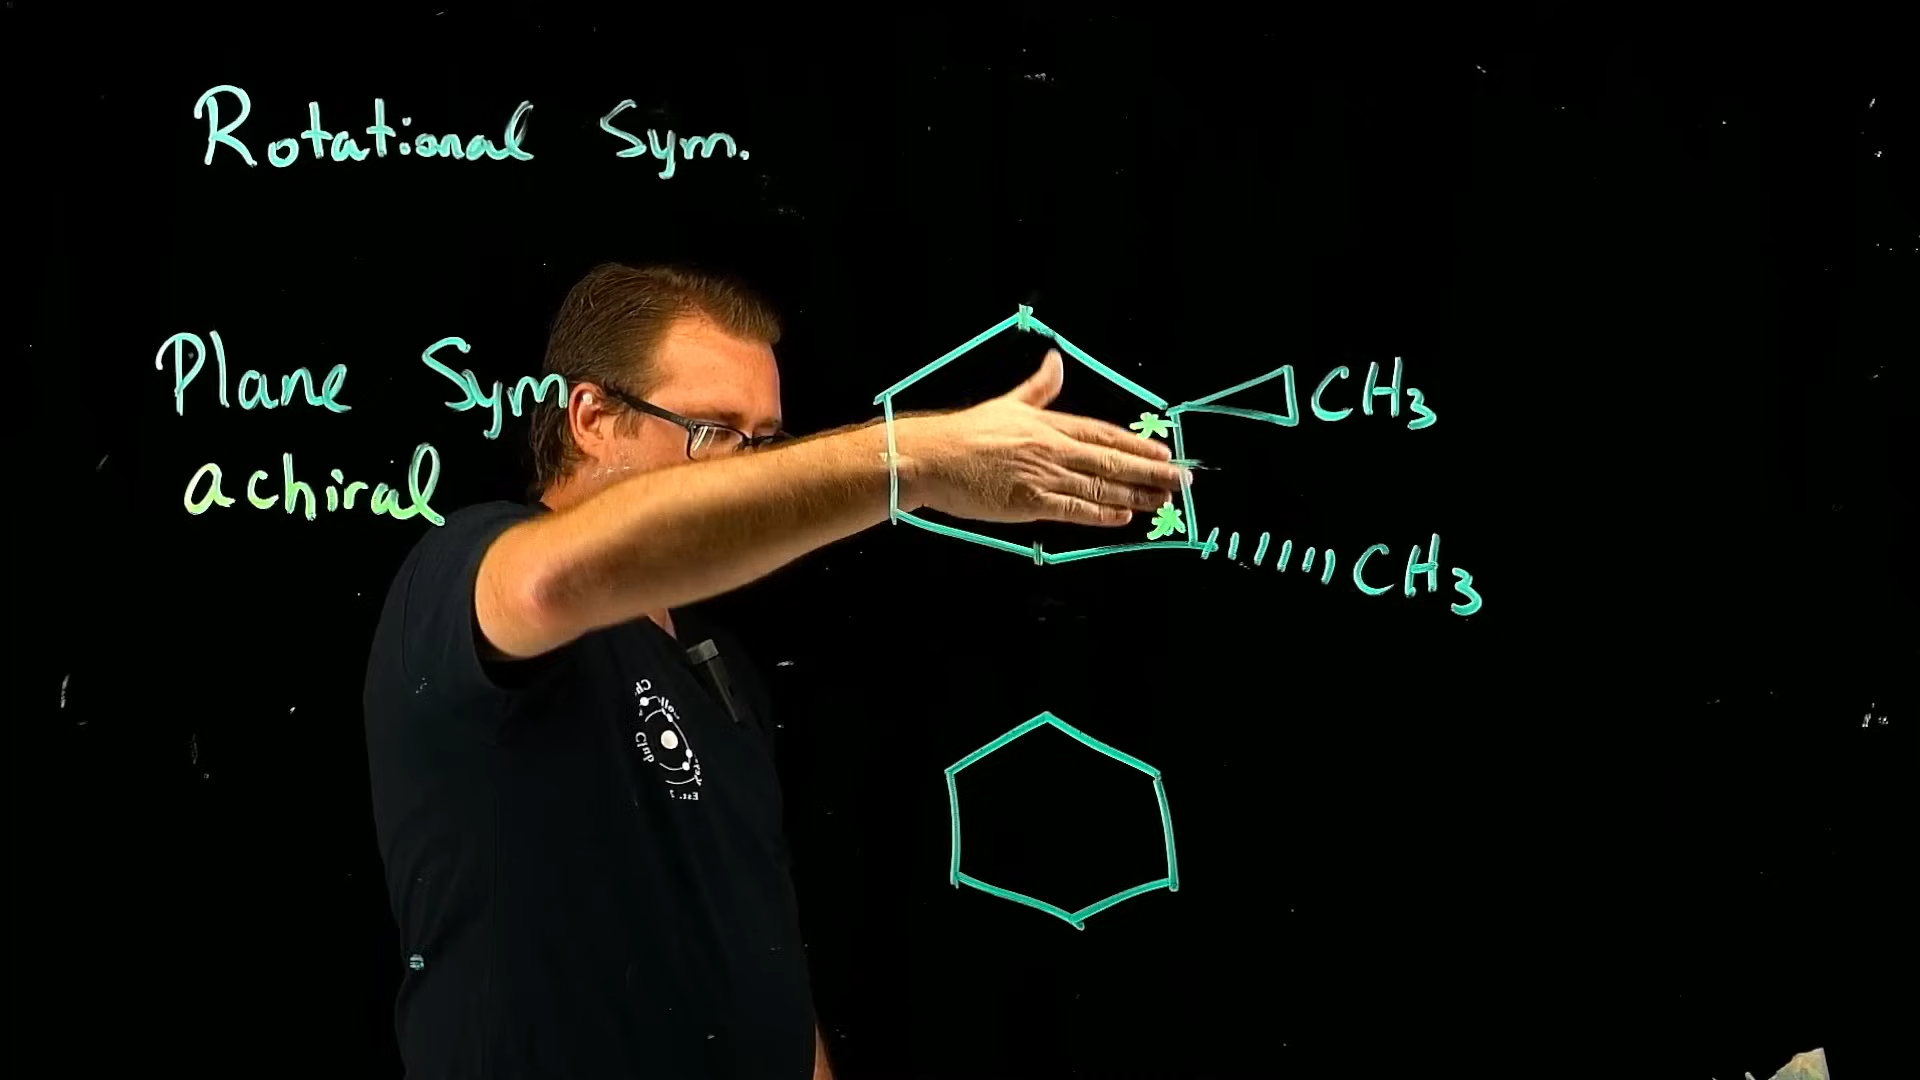 Rotational Sym.
Plane Sym
achiral
CH3
CH3